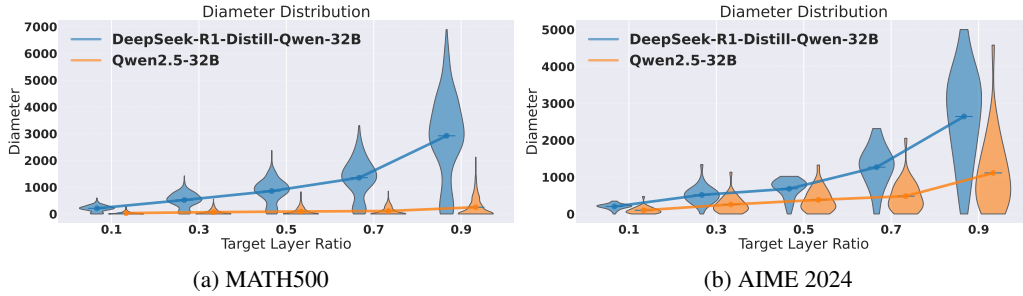 Diameter Distribution
7000
6000
5000
4000
3000
2000
1000
0
Diameter
DeepSeek-R1-Distill-Qwen-32B
Qwen2.5-32B
0.1 0.3 0.5 0.7 0.9
Target Layer Ratio
(a) MATH500
Diameter Distribution
5000
4000
3000
2000
1000
0
Diameter
DeepSeek-R1-Distill-Qwen-32B
Qwen2.5-32B
0.1 0.3 0.5 0.7 0.9
Target Layer Ratio
(b) AIME 2024